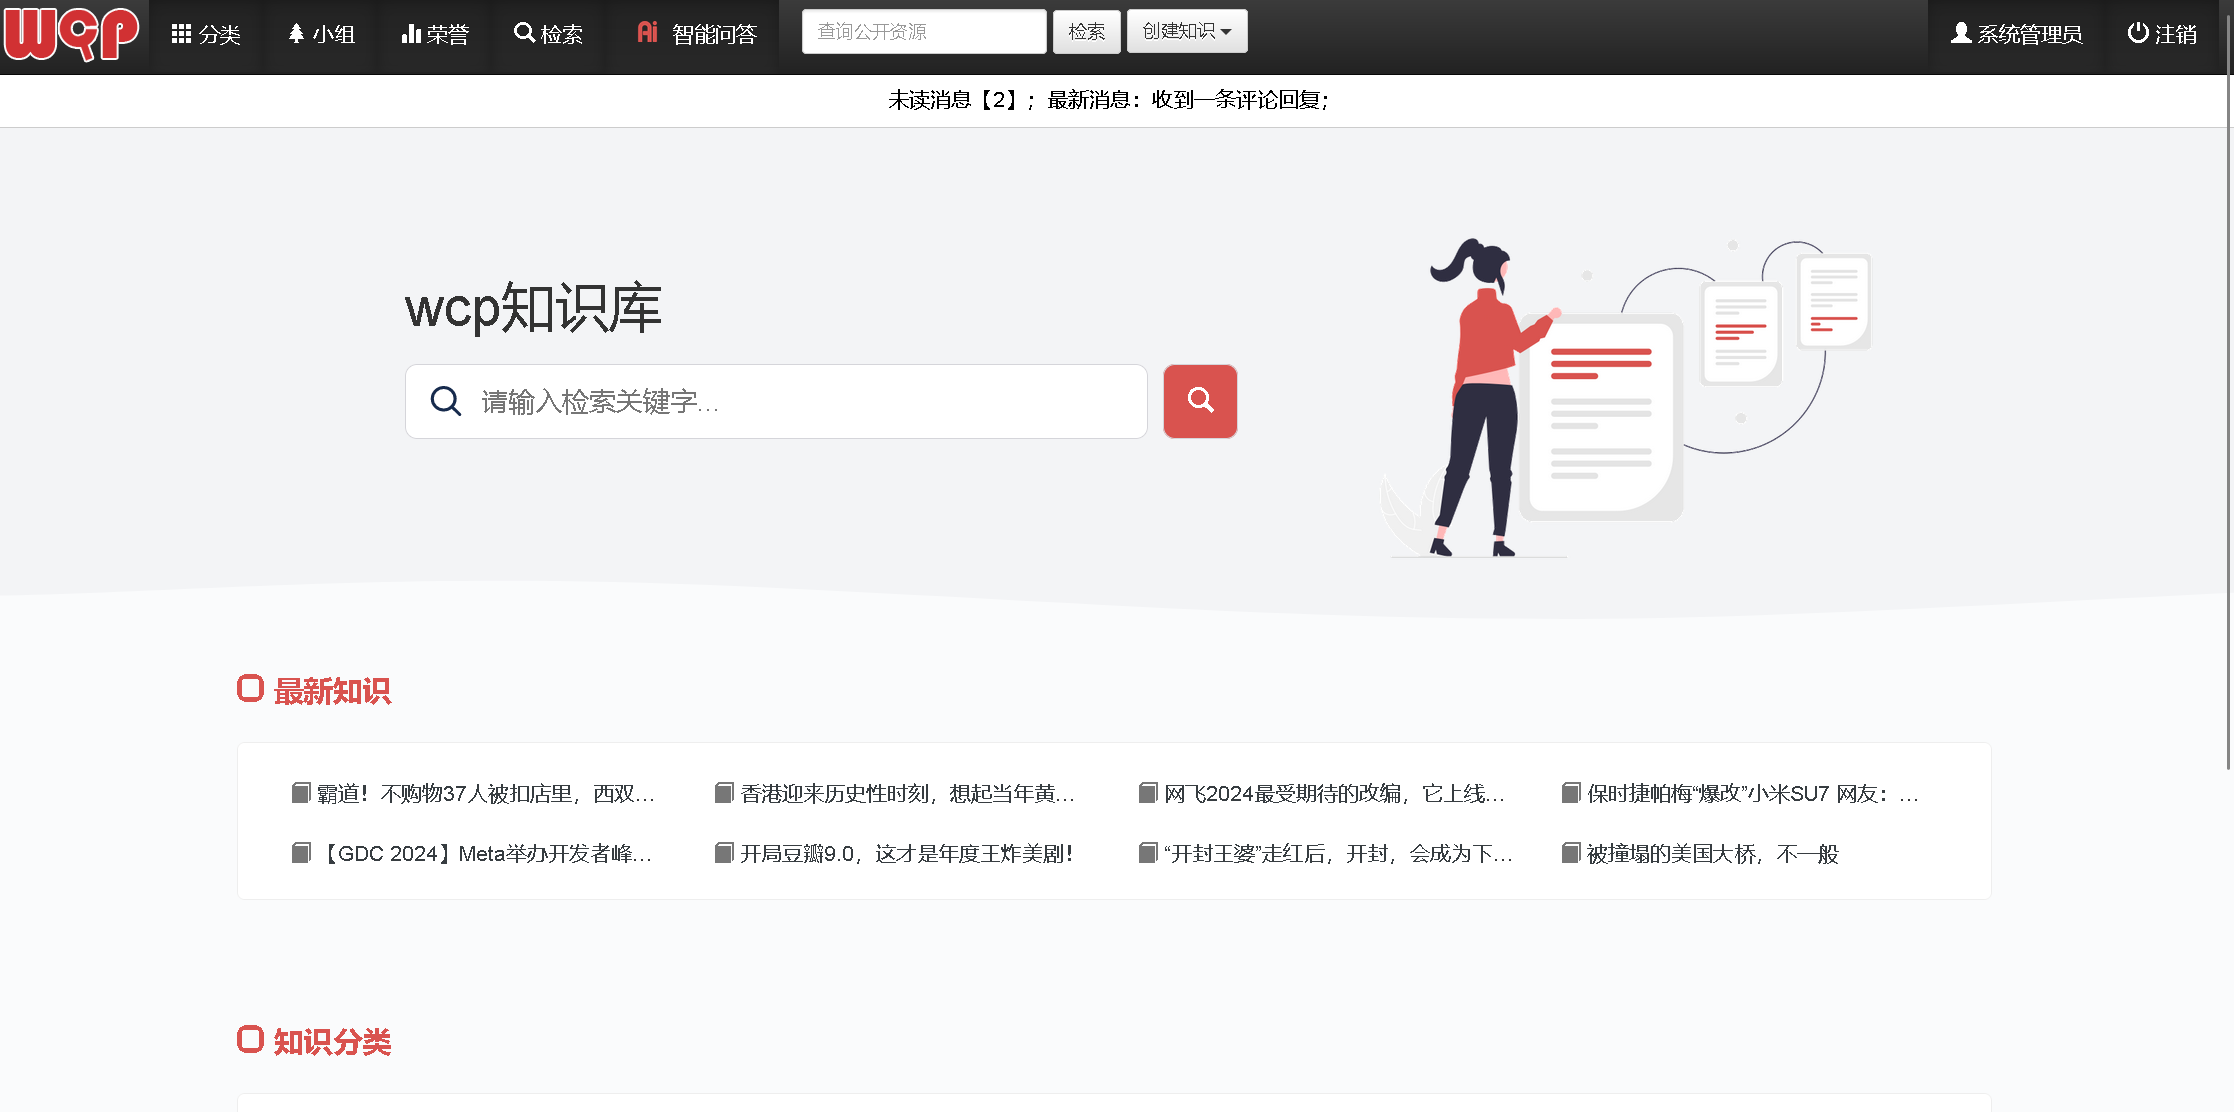 wcp 分类 小组 荣誉 检索 Ai 智能问答 查询公开资源 检索 创建知识 系统管理员 注销
未读消息【2】；最新消息：收到一条评论回复；
wcp知识库
请输入检索关键字...
最新知识
霸道！不购物37人被扣店里，西双... 香港迎来历史性时刻，想起当年黄... 网飞2024最受期待的改编，它上线... 保时捷帕梅“爆改”小米SU7 网友：...
【GDC 2024】Meta举办开发者峰... 开局豆瓣9.0，这才是年度王炸美剧！ “开封王婆”走红后，开封，会成为下... 被撞塌的美国大桥，不一般
知识分类